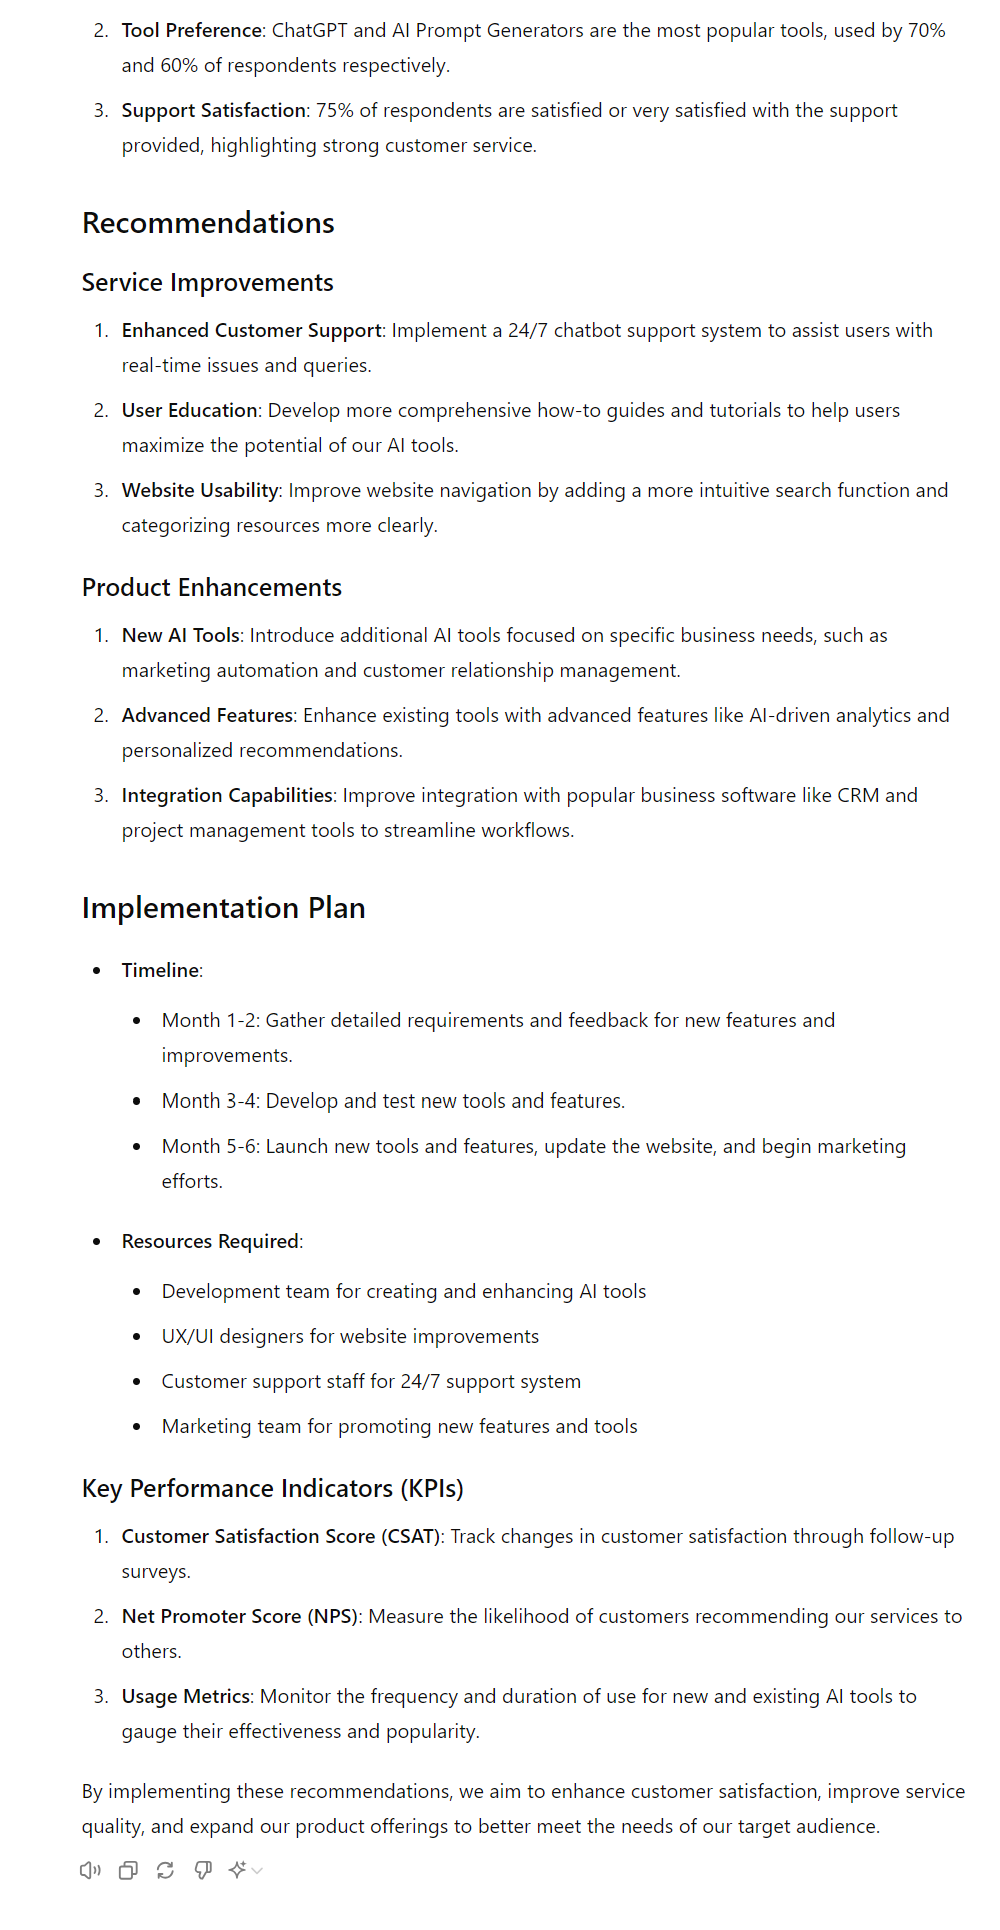 2. Tool Preference: ChatGPT and AI Prompt Generators are the most popular tools, used by 70%
and 60% of respondents respectively.
3. Support Satisfaction: 75% of respondents are satisfied or very satisfied with the support
provided, highlighting strong customer service.
Recommendations
Service Improvements
1. Enhanced Customer Support: Implement a 24/7 chatbot support system to assist users with
real-time issues and queries.
2. User Education: Develop more comprehensive how-to guides and tutorials to help users
maximize the potential of our AI tools.
3. Website Usability: Improve website navigation by adding a more intuitive search function and
categorizing resources more clearly.
Product Enhancements
1. New AI Tools: Introduce additional AI tools focused on specific business needs, such as
marketing automation and customer relationship management.
2. Advanced Features: Enhance existing tools with advanced features like AI-driven analytics and
personalized recommendations.
3. Integration Capabilities: Improve integration with popular business software like CRM and
project management tools to streamline workflows.
Implementation Plan
• Timeline:
• Month 1-2: Gather detailed requirements and feedback for new features and
improvements.
• Month 3-4: Develop and test new tools and features.
• Month 5-6: Launch new tools and features, update the website, and begin marketing
efforts.
• Resources Required:
• Development team for creating and enhancing AI tools
• UX/UI designers for website improvements
• Customer support staff for 24/7 support system
• Marketing team for promoting new features and tools
Key Performance Indicators (KPIs)
1. Customer Satisfaction Score (CSAT): Track changes in customer satisfaction through follow-up
surveys.
2. Net Promoter Score (NPS): Measure the likelihood of customers recommending our services to
others.
3. Usage Metrics: Monitor the frequency and duration of use for new and existing AI tools to
gauge their effectiveness and popularity.
By implementing these recommendations, we aim to enhance customer satisfaction, improve service
quality, and expand our product offerings to better meet the needs of our target audience.